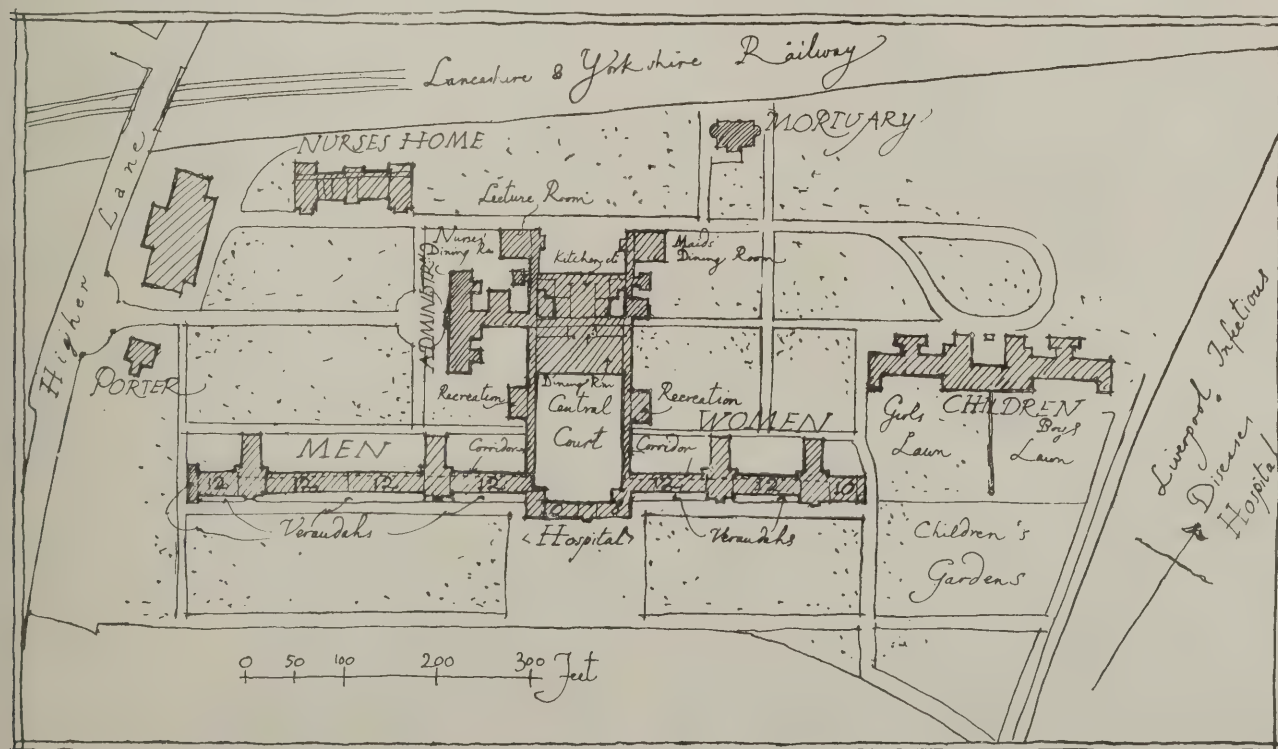 Lancashire & Yorkshire Railway
MORTUARY
NURSES HOME
Higher Lane
Lecture Room
Nurses'
Dining Rm
Kitchen etc
Maids
Dining Room
ADMINISTR.
PORTER
Recreation
Dining Rm
Central
Court
Recreation
MEN
WOMEN
Corridor
Corridor
Girls
Lawn
CHILDREN
Boys
Lawn
12 12 12 12
12 12 10
Verandahs
<Hospital>
Verandahs
Children's
Gardens
Liverpool Infectious
Diseases
Hospital
0 50 100 200 300 Feet